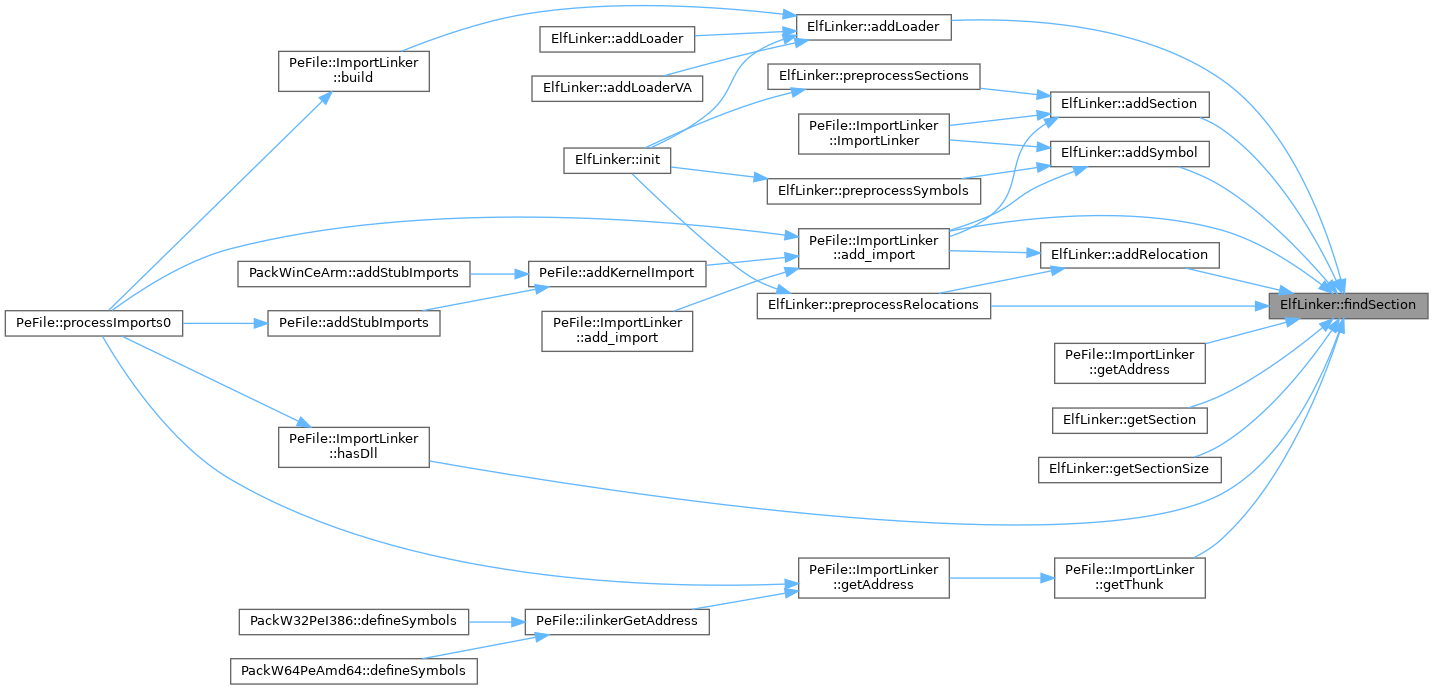 ElfLinker::addLoader
ElfLinker::addLoader
PeFile::ImportLinker
::build
ElfLinker::preprocessSections
ElfLinker::addLoaderVA
ElfLinker::addSection
PeFile::ImportLinker
::ImportLinker
ElfLinker::addSymbol
ElfLinker::init
ElfLinker::preprocessSymbols
PeFile::ImportLinker
::add_import
ElfLinker::addRelocation
PackWinCeArm::addStubImports
PeFile::addKernelImport
ElfLinker::preprocessRelocations
ElfLinker::findSection
PeFile::processImports0
PeFile::addStubImports
PeFile::ImportLinker
::add_import
PeFile::ImportLinker
::getAddress
ElfLinker::getSection
PeFile::ImportLinker
::hasDll
ElfLinker::getSectionSize
PeFile::ImportLinker
::getAddress
PeFile::ImportLinker
::getThunk
PackW32PeI386::defineSymbols
PeFile::ilinkerGetAddress
PackW64PeAmd64::defineSymbols